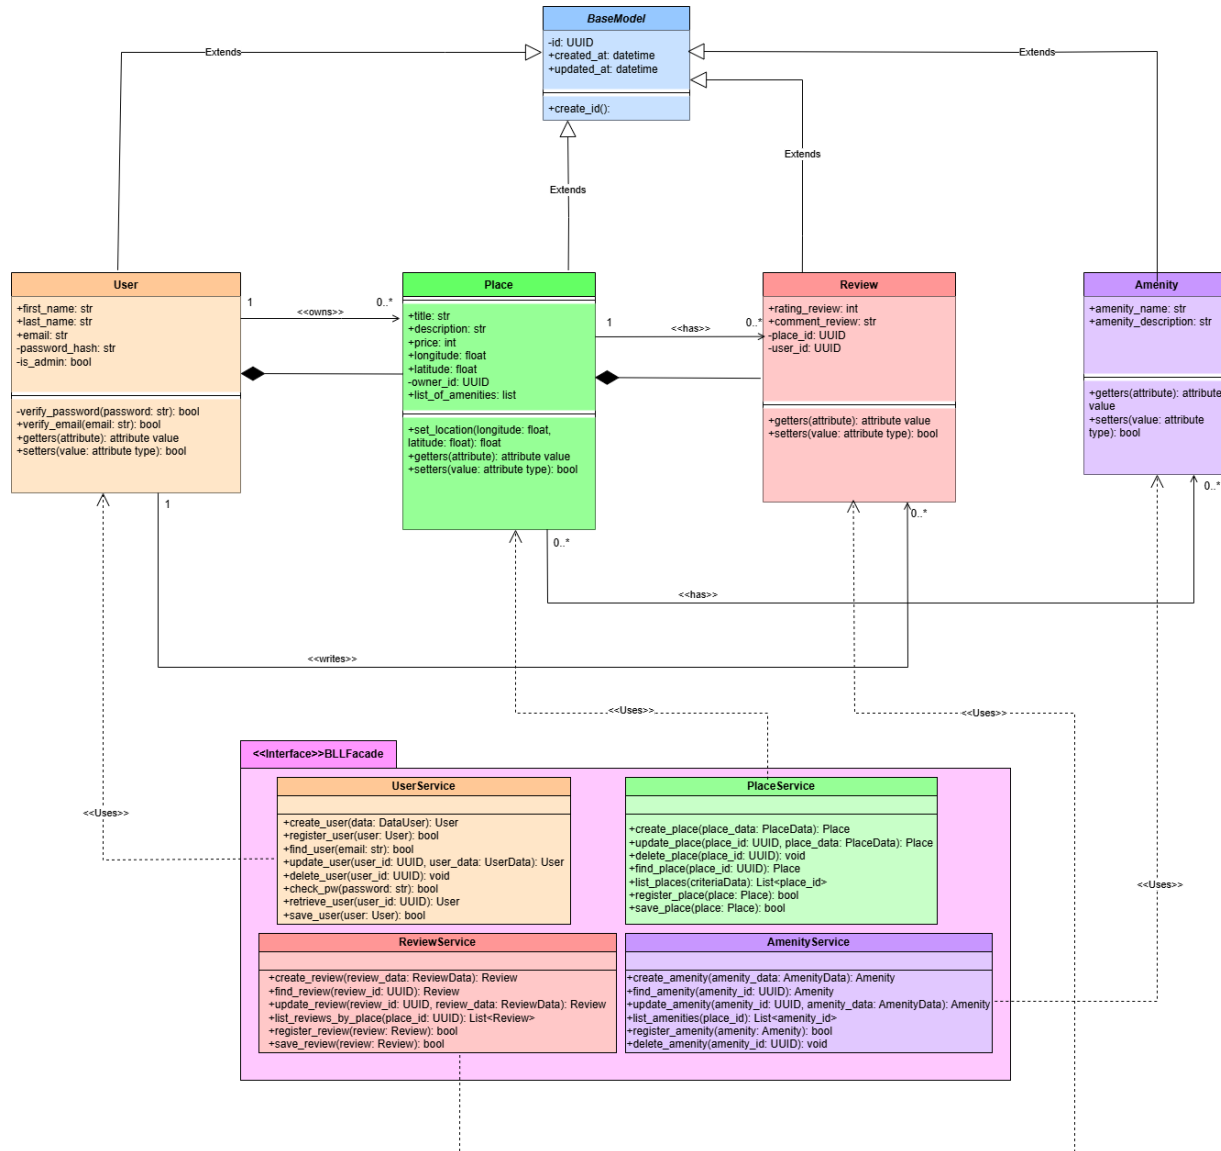 BaseModel
-id: UUID
+created_at: datetime
+updated_at: datetime
+create_id():
Extends
Extends
Extends
Extends
User
+first_name: str
+last_name: str
+email: str
-password_hash: str
-is_admin: bool
-verify_password(password: str): bool
+verify_email(email: str): bool
+getters(attribute): attribute value
+setters(value: attribute type): bool
1
<<owns>>
0..*
Place
+title: str
+description: str
+price: int
+longitude: float
+latitude: float
-owner_id: UUID
+list_of_amenities: list
+set_location(longitude: float,
latitude: float): float
+getters(attribute): attribute value
+setters(value: attribute type): bool
1
<<has>>
0..*
Review
+rating_review: int
+comment_review: str
-place_id: UUID
-user_id: UUID
+getters(attribute): attribute value
+setters(value: attribute type): bool
Amenity
+amenity_name: str
+amenity_description: str
+getters(attribute): attribute
value
+setters(value: attribute
type): bool
1
0..*
0..*
0..*
<<has>>
<<writes>>
<<Uses>>
<<Uses>>
<<Uses>>
<<Uses>>
<<Interface>>BLLFacade
UserService
+create_user(data: DataUser): User
+register_user(user: User): bool
+find_user(email: str): bool
+update_user(user_id: UUID, user_data: UserData): User
+delete_user(user_id: UUID): void
+check_pw(password: str): bool
+retrieve_user(user_id: UUID): User
+save_user(user: User): bool
PlaceService
+create_place(place_data: PlaceData): Place
+update_place(place_id: UUID, place_data: PlaceData): Place
+delete_place(place_id: UUID): void
+find_place(place_id: UUID): Place
+list_places(criteriaData): List<place_id>
+register_place(place: Place): bool
+save_place(place: Place): bool
ReviewService
+create_review(review_data: ReviewData): Review
+find_review(review_id: UUID): Review
+update_review(review_id: UUID, review_data: ReviewData): Review
+list_reviews_by_place(place_id: UUID): List<Review>
+register_review(review: Review): bool
+save_review(review: Review): bool
AmenityService
+create_amenity(amenity_data: AmenityData): Amenity
+find_amenity(amenity_id: UUID): Amenity
+update_amenity(amenity_id: UUID, amenity_data: AmenityData): Amenity
+list_amenities(place_id): List<amenity_id>
+register_amenity(amenity: Amenity): bool
+delete_amenity(amenity_id: UUID): void